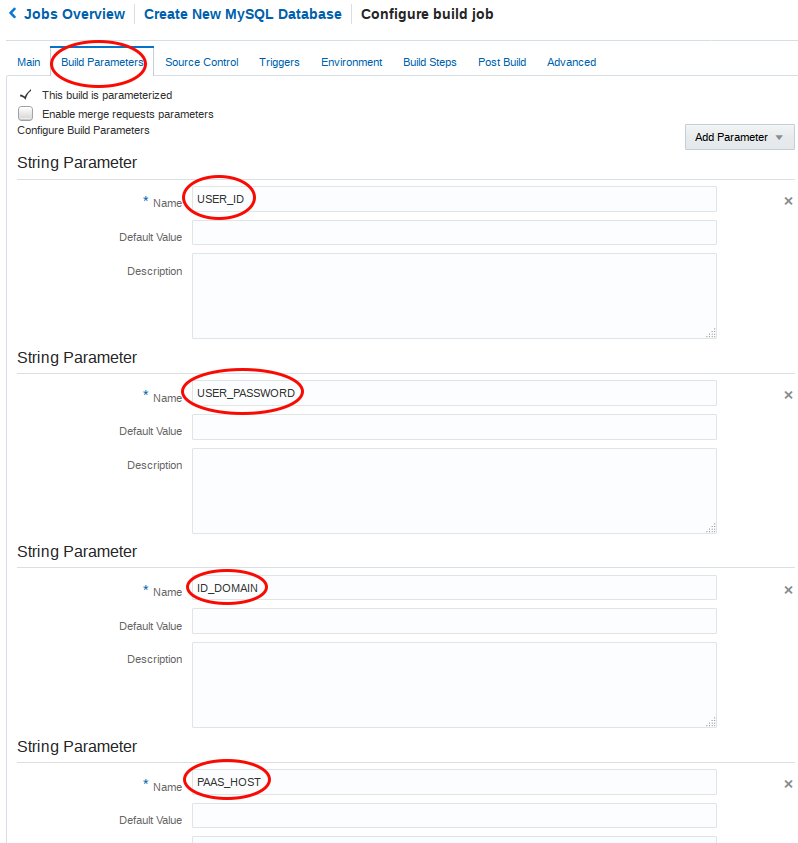 Jobs Overview Create New MySQL Database Configure build job
Main Build Parameters Source Control Triggers Environment Build Steps Post Build Advanced
This build is parameterized
Enable merge requests parameters
Configure Build Parameters
Add Parameter
String Parameter
* Name USER_ID
Default Value
Description
String Parameter
* Name USER_PASSWORD
Default Value
Description
String Parameter
* Name ID_DOMAIN
Default Value
Description
String Parameter
* Name PAAS_HOST
Default Value